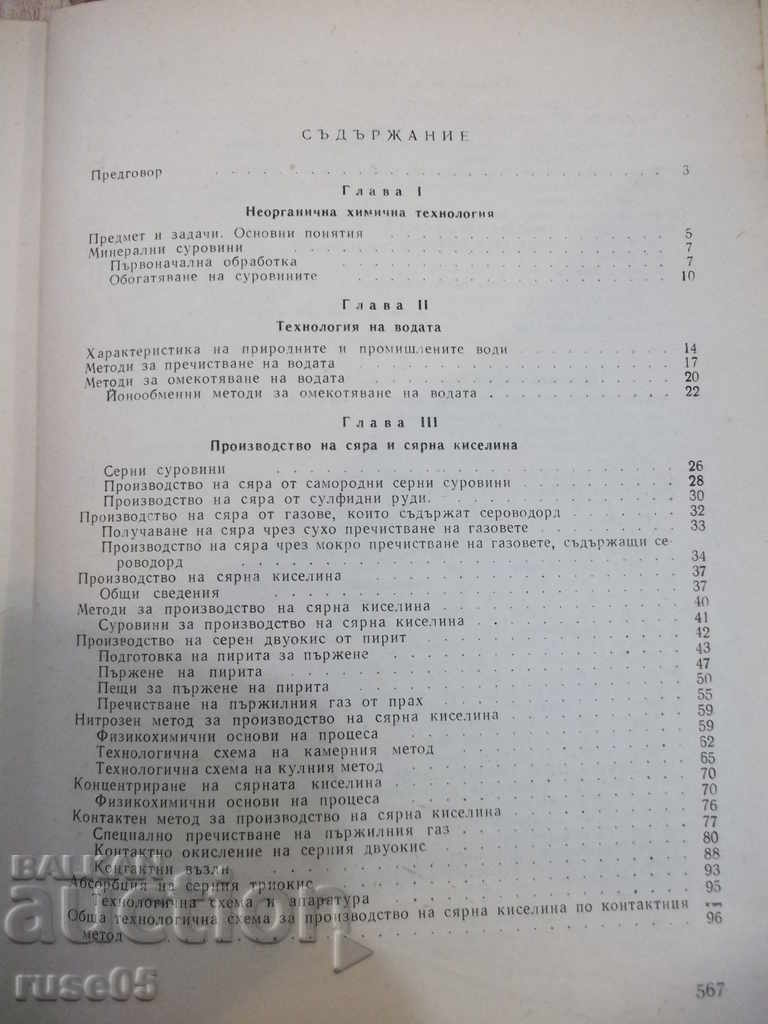 СЪДЪРЖАНИЕ
Предговор 3
Глава I
Неорганична химична технология
Предмет и задачи. Основни понятия 5
Минерални суровини 7
Първоначална обработка 7
Обогатяване на суровините 10
Глава II
Технология на водата
Характеристика на природните и промишлените води 14
Методи за пречистване на водата 17
Методи за омекотяване на водата 20
Йонообменни методи за омекотяване на водата 22
Глава III
Производство на сяра и сярна киселина
Серни суровини 26
Производство на сяра от самородни серни суровини 28
Производство на сяра от сулфидни руди. 30
Производство на сяра от газове, които съдържат сероводорд 32
Получаване на сяра чрез сухо пречистване на газовете 33
Производство на сяра чрез мокро пречистване на газовете, съдържащи се-
роводорд 34
Производство на сярна киселина 37
Общи сведения 37
Методи за производство на сярна киселина 40
Суровини за производство на сярна киселина 41
Производство на серен двуокис от пирит 42
Подготовка на пирита за пържене 43
Пържене на пирита 47
Пещи за пържене на пирита 50
Пречистване на пържилния газ от прах 55
Нитрозен метод за производство на сярна киселина 59
Физикохимични основи на процеса 59
Технологична схема на камерния метод 62
Технологична схема на кулния метод 65
Концентриране на сярната киселина 70
Физикохимични основи на процеса 70
Контактен метод за производство на сярна киселина 76
Специално пречистване на пържилния газ 77
Контактно окисление на серния двуокис 80
Контактни възли 88
Абсорбция на серния триокис 93
Технологична схема и апаратура 95
Обща технологична схема за производство на сярна киселина по контактния
метод 96
567
BALKAN
auction
ruse05